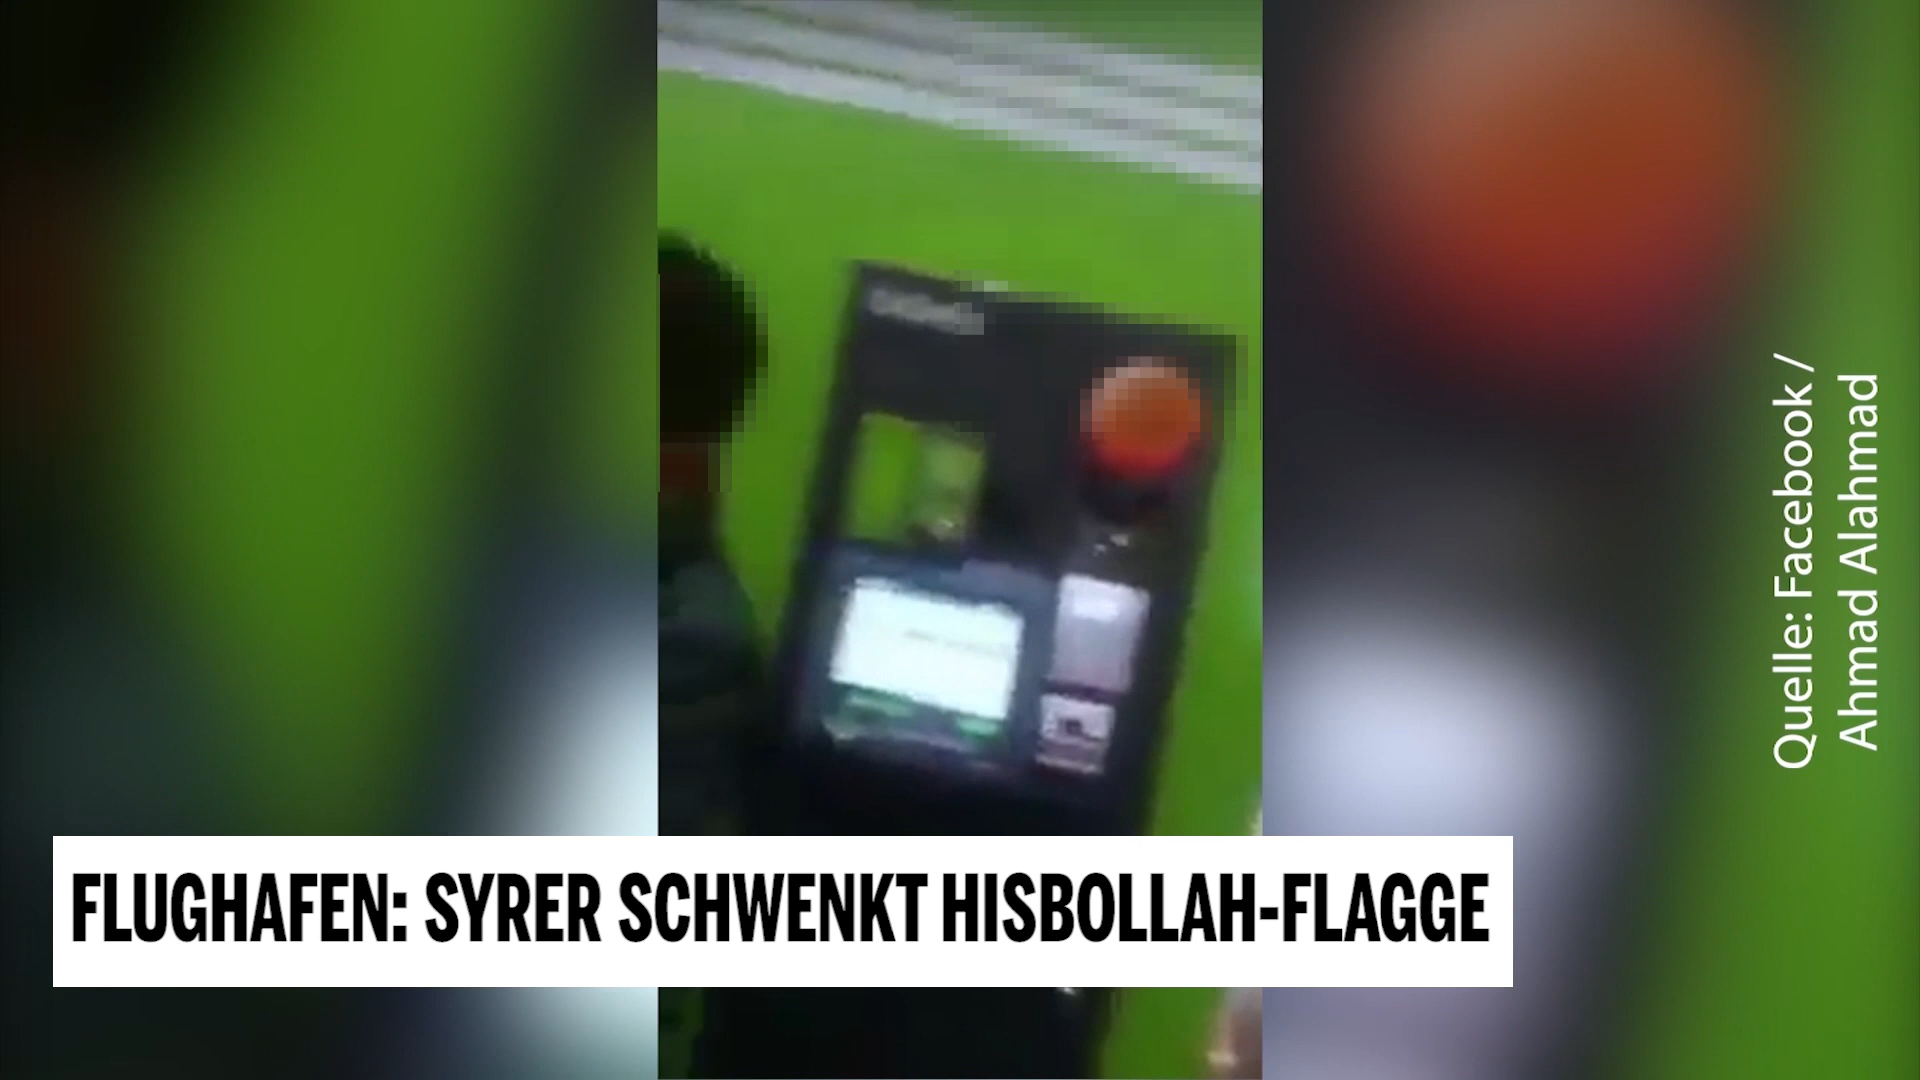 Quelle: Facebook /
Ahmad Alahmad
FLUGHAFEN: SYRER SCHWENKT HISBOLLAH-FLAGGE